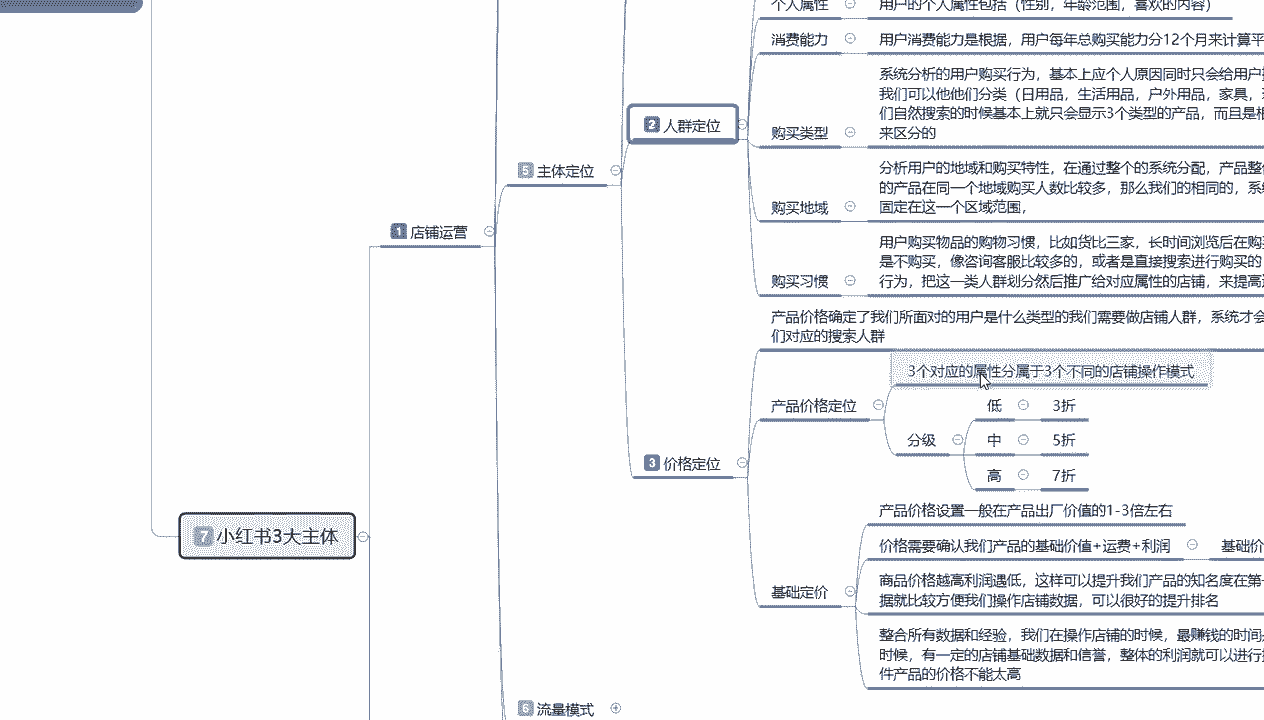 个人属性
用户的个人属性包括（性别，年龄范围，喜欢的内容）
消费能力
用户消费能力是根据，用户每年总购买能力分12个月来计算平
系统分析的用户购买行为，基本上应个人原因同时只会给用户
我们可以他他们分类（日用品，生活用品，户外用品，家具，
们自然搜索的时候基本上就只会显示3个类型的产品，而且是根
来区分的
购买类型
2 人群定位
5 主体定位
分析用户的地域和购买特性，在通过整个的系统分配，产品整
的产品在同一个地域购买人数比较多，那么我们的相同的，系统
固定在这一个区域范围，
购买地域
1 店铺运营
用户购买物品的购物习惯，比如货比三家，长时间浏览后在购买
是不购买，像咨询客服比较多的，或者是直接搜索进行购买的
行为，把这一类人群划分然后推广给对应属性的店铺，来提高
购买习惯
产品价格确定了我们所面对的用户是什么类型的我们需要做店铺人群，系统才会
们对应的搜索人群
3个对应的属性分属于3个不同的店铺操作模式
产品价格定位
低 3折
分级 中 5折
高 7折
3 价格定位
产品价格设置一般在产品出厂价值的1-3倍左右
7 小红书3大主体
价格需要确认我们产品的基础价值+运费+利润 基础价
商品价格越高利润遇低，这样可以提升我们产品的知名度在第一
据就比较方便我们操作店铺数据，可以很好的提升排名
基础定价
整合所有数据和经验，我们在操作店铺的时候，最赚钱的时间
时候，有一定的店铺基础数据和信誉，整体的利润就可以进行
件产品的价格不能太高
6 流量模式